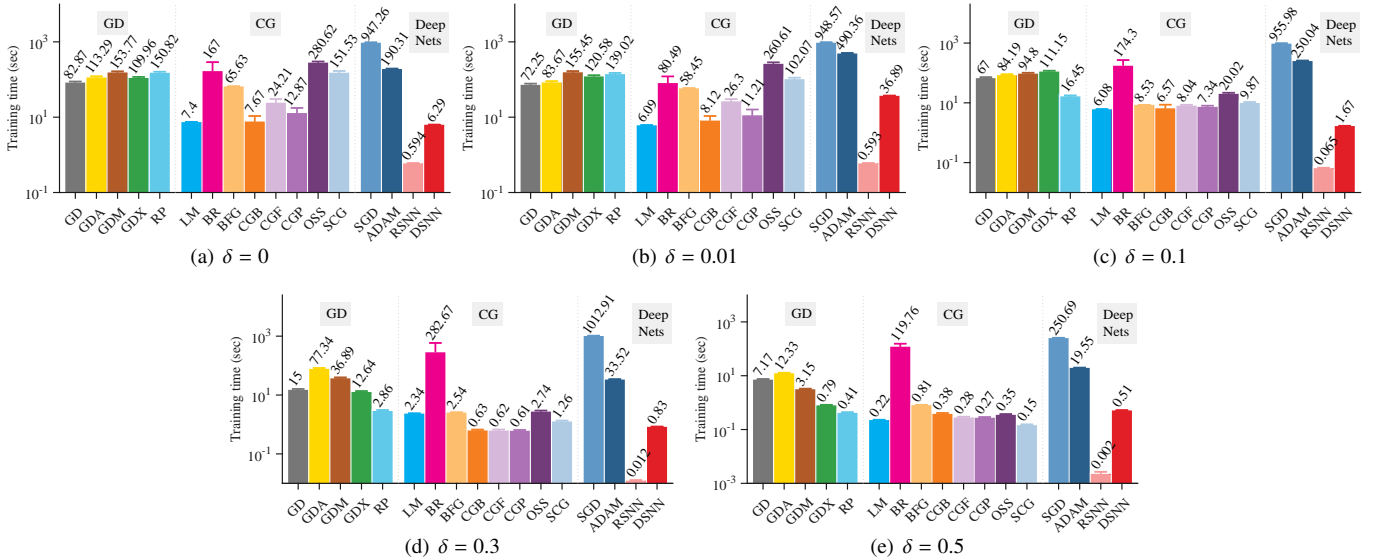 GD CG Deep Nets
Training time (sec)
10^3
10^1
10^-1
82.87 113.29 153.77 109.96 150.82 7.4 167 65.63 7.67 24.21 12.87 280.62 151.53 947.26 190.31 0.594 6.29
GD GDA GDM GDX RP LM BR BFG CGB CGF CGP OSS SCG SGD ADAM RSNN DSNN
(a) δ = 0
GD CG Deep Nets
Training time (sec)
10^3
10^1
10^-1
72.25 83.67 155.45 120.58 139.02 6.09 80.49 58.45 8.12 26.3 11.21 260.61 102.07 948.57 490.36 0.593 36.89
GD GDA GDM GDX RP LM BR BFG CGB CGF CGP OSS SCG SGD ADAM RSNN DSNN
(b) δ = 0.01
GD CG Deep Nets
Training time (sec)
10^3
10^1
10^-1
67 84.19 94.8 111.15 16.45 6.08 174.3 8.53 6.57 8.04 7.34 20.02 9.87 955.98 250.04 0.065 1.67
GD GDA GDM GDX RP LM BR BFG CGB CGF CGP OSS SCG SGD ADAM RSNN DSNN
(c) δ = 0.1
GD CG Deep Nets
Training time (sec)
10^3
10^1
10^-1
15 77.34 36.89 12.64 2.86 2.34 282.67 2.54 0.63 0.62 0.61 2.74 1.26 1012.91 33.52 0.012 0.83
GD GDA GDM GDX RP LM BR BFG CGB CGF CGP OSS SCG SGD ADAM RSNN DSNN
(d) δ = 0.3
GD CG Deep Nets
Training time (sec)
10^3
10^1
10^-1
10^-3
7.17 12.33 3.15 0.79 0.41 0.22 119.76 0.81 0.38 0.28 0.27 0.35 0.15 250.69 19.55 0.002 0.51
GD GDA GDM GDX RP LM BR BFG CGB CGF CGP OSS SCG SGD ADAM RSNN DSNN
(e) δ = 0.5